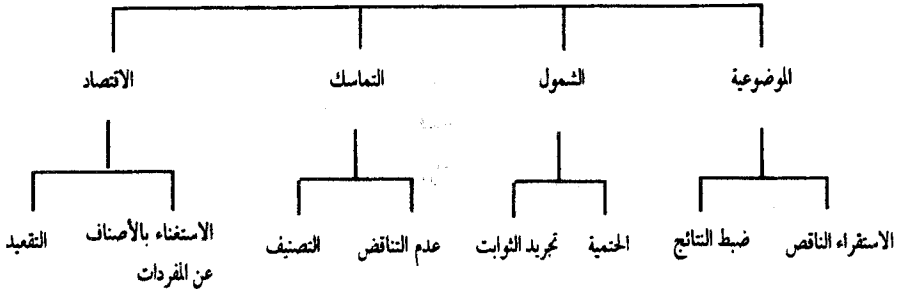 الموضوعية
الشمول
التماسك
الاقتصاد
الاستقراء الناقص
ضبط النتائج
الحتمية
تجريد الثوابت
عدم التناقض
التصنيف
الاستغناء بالأصناف
عن المفردات
التقعيد